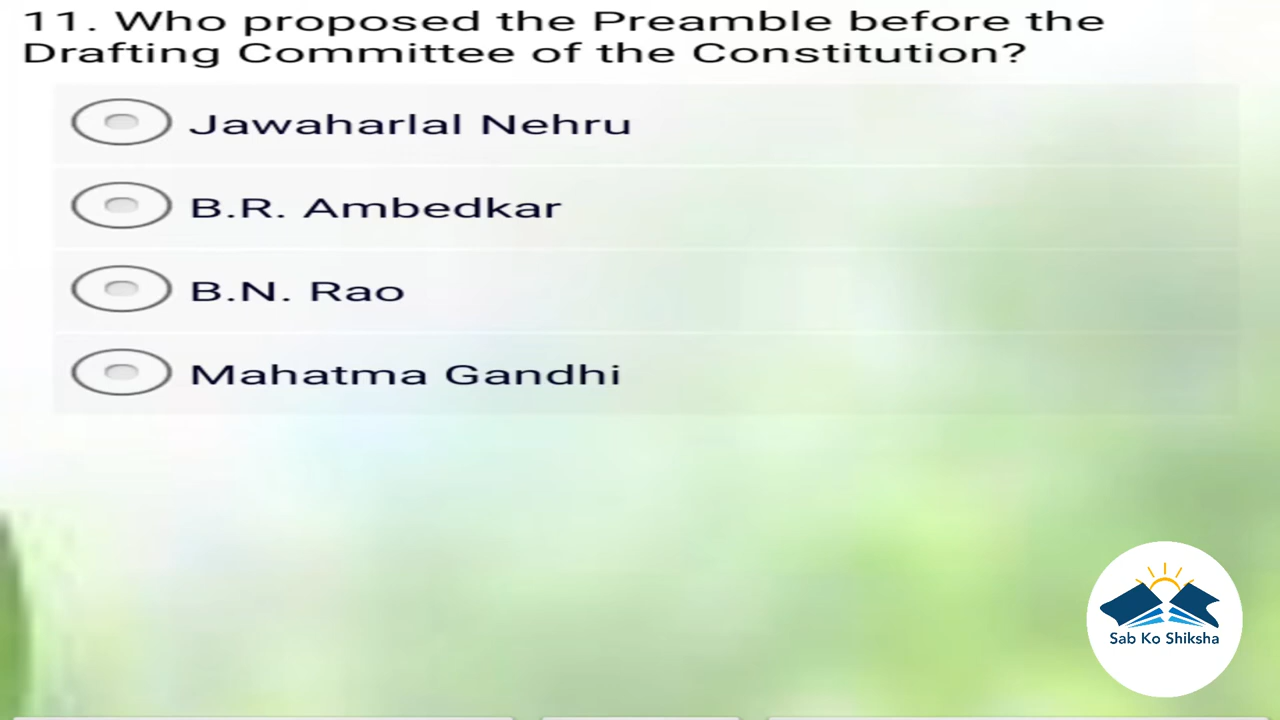 11. Who proposed the Preamble before the
Drafting Committee of the Constitution?
Jawaharlal Nehru
B.R. Ambedkar
B.N. Rao
Mahatma Gandhi
Sab Ko Shiksha